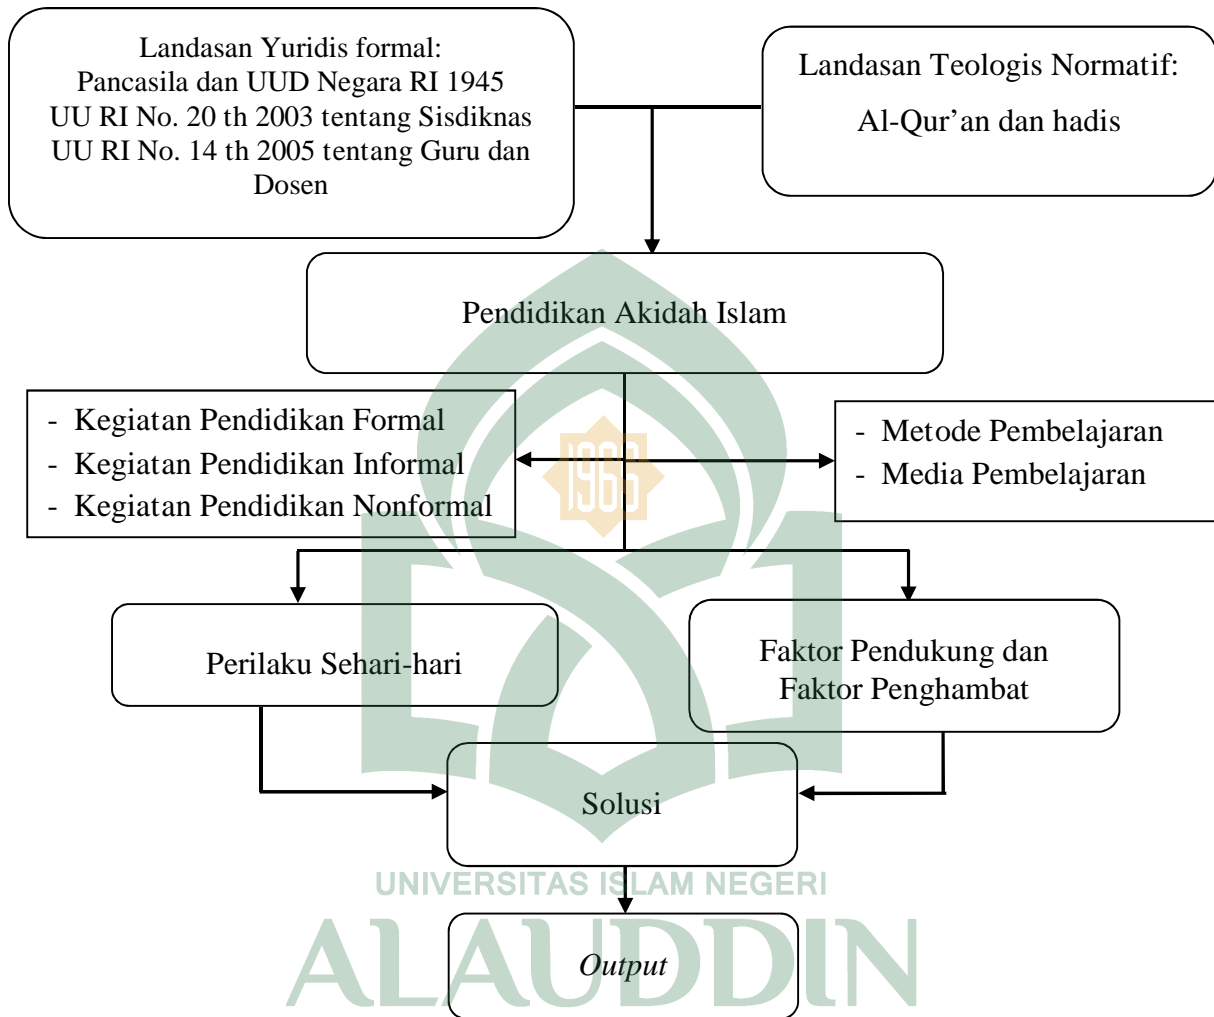 Landasan Yuridis formal:
Pancasila dan UUD Negara RI 1945
UU RI No. 20 th 2003 tentang Sisdiknas
UU RI No. 14 th 2005 tentang Guru dan
Dosen
Landasan Teologis Normatif:
Al-Qur’an dan hadis
Pendidikan Akidah Islam
- Kegiatan Pendidikan Formal
- Kegiatan Pendidikan Informal
- Kegiatan Pendidikan Nonformal
- Metode Pembelajaran
- Media Pembelajaran
1965
Perilaku Sehari-hari
Faktor Pendukung dan
Faktor Penghambat
Solusi
UNIVERSITAS ISLAM NEGERI
ALAUDDIN
Output